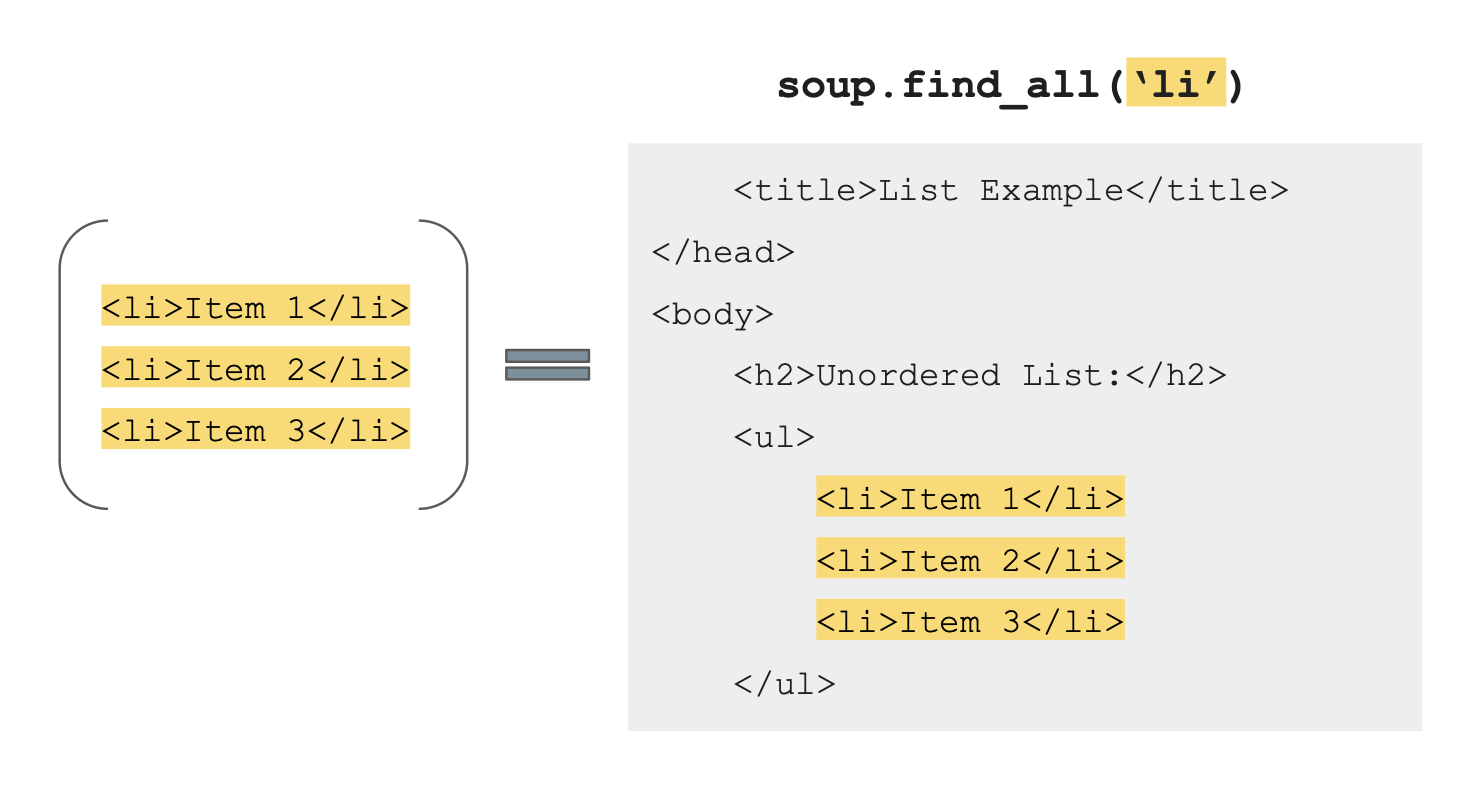 soup.find_all(‘li’)
<li>Item 1</li>
<li>Item 2</li>
<li>Item 3</li>
<title>List Example</title>
</head>
<body>
<h2>Unordered List:</h2>
<ul>
<li>Item 1</li>
<li>Item 2</li>
<li>Item 3</li>
</ul>